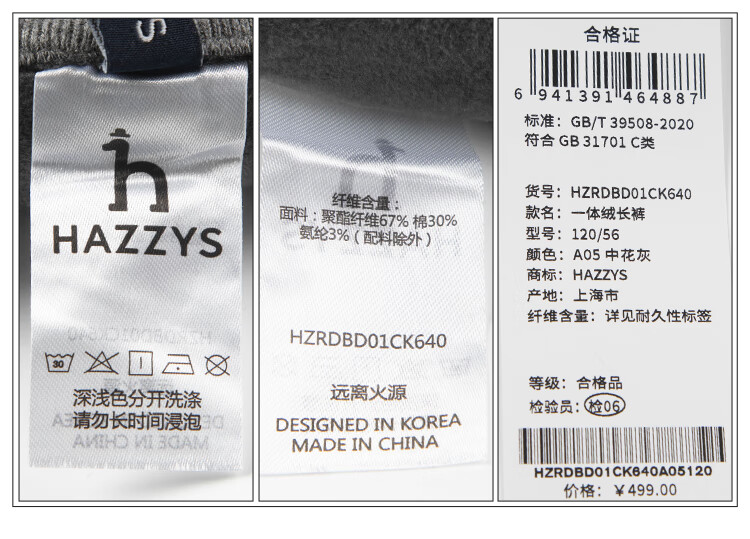 S
HAZZYS
HZRDBD01CK640
30
深浅色分开洗涤
请勿长时间浸泡
纤维含量：
面料：聚酯纤维67% 棉30%
氨纶3%（配料除外）
HZRDBD01CK640
远离火源
DESIGNED IN KOREA
MADE IN CHINA
合格证
6 941391 464887
标准：GB/T 39508-2020
符合 GB 31701 C类
货号：HZRDBD01CK640
款名：一体绒长裤
型号：120/56
颜色：A05 中花灰
商标：HAZZYS
产地：上海市
纤维含量：详见耐久性标签
等级：合格品
检验员：检06
HZRDBD01CK640A05120
价格：￥499.00